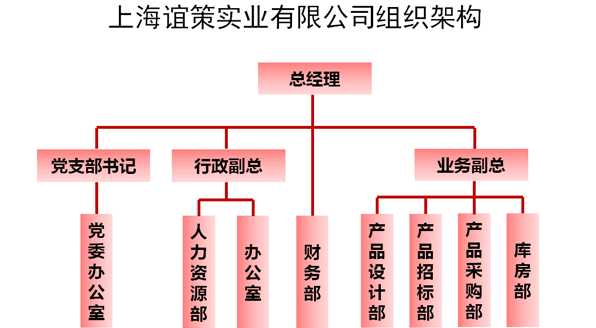 上海谊策实业有限公司组织架构
总经理
党支部书记
行政副总
业务副总
党委办公室
人力资源部
办公室
财务部
产品设计部
产品招标部
产品采购部
库房部